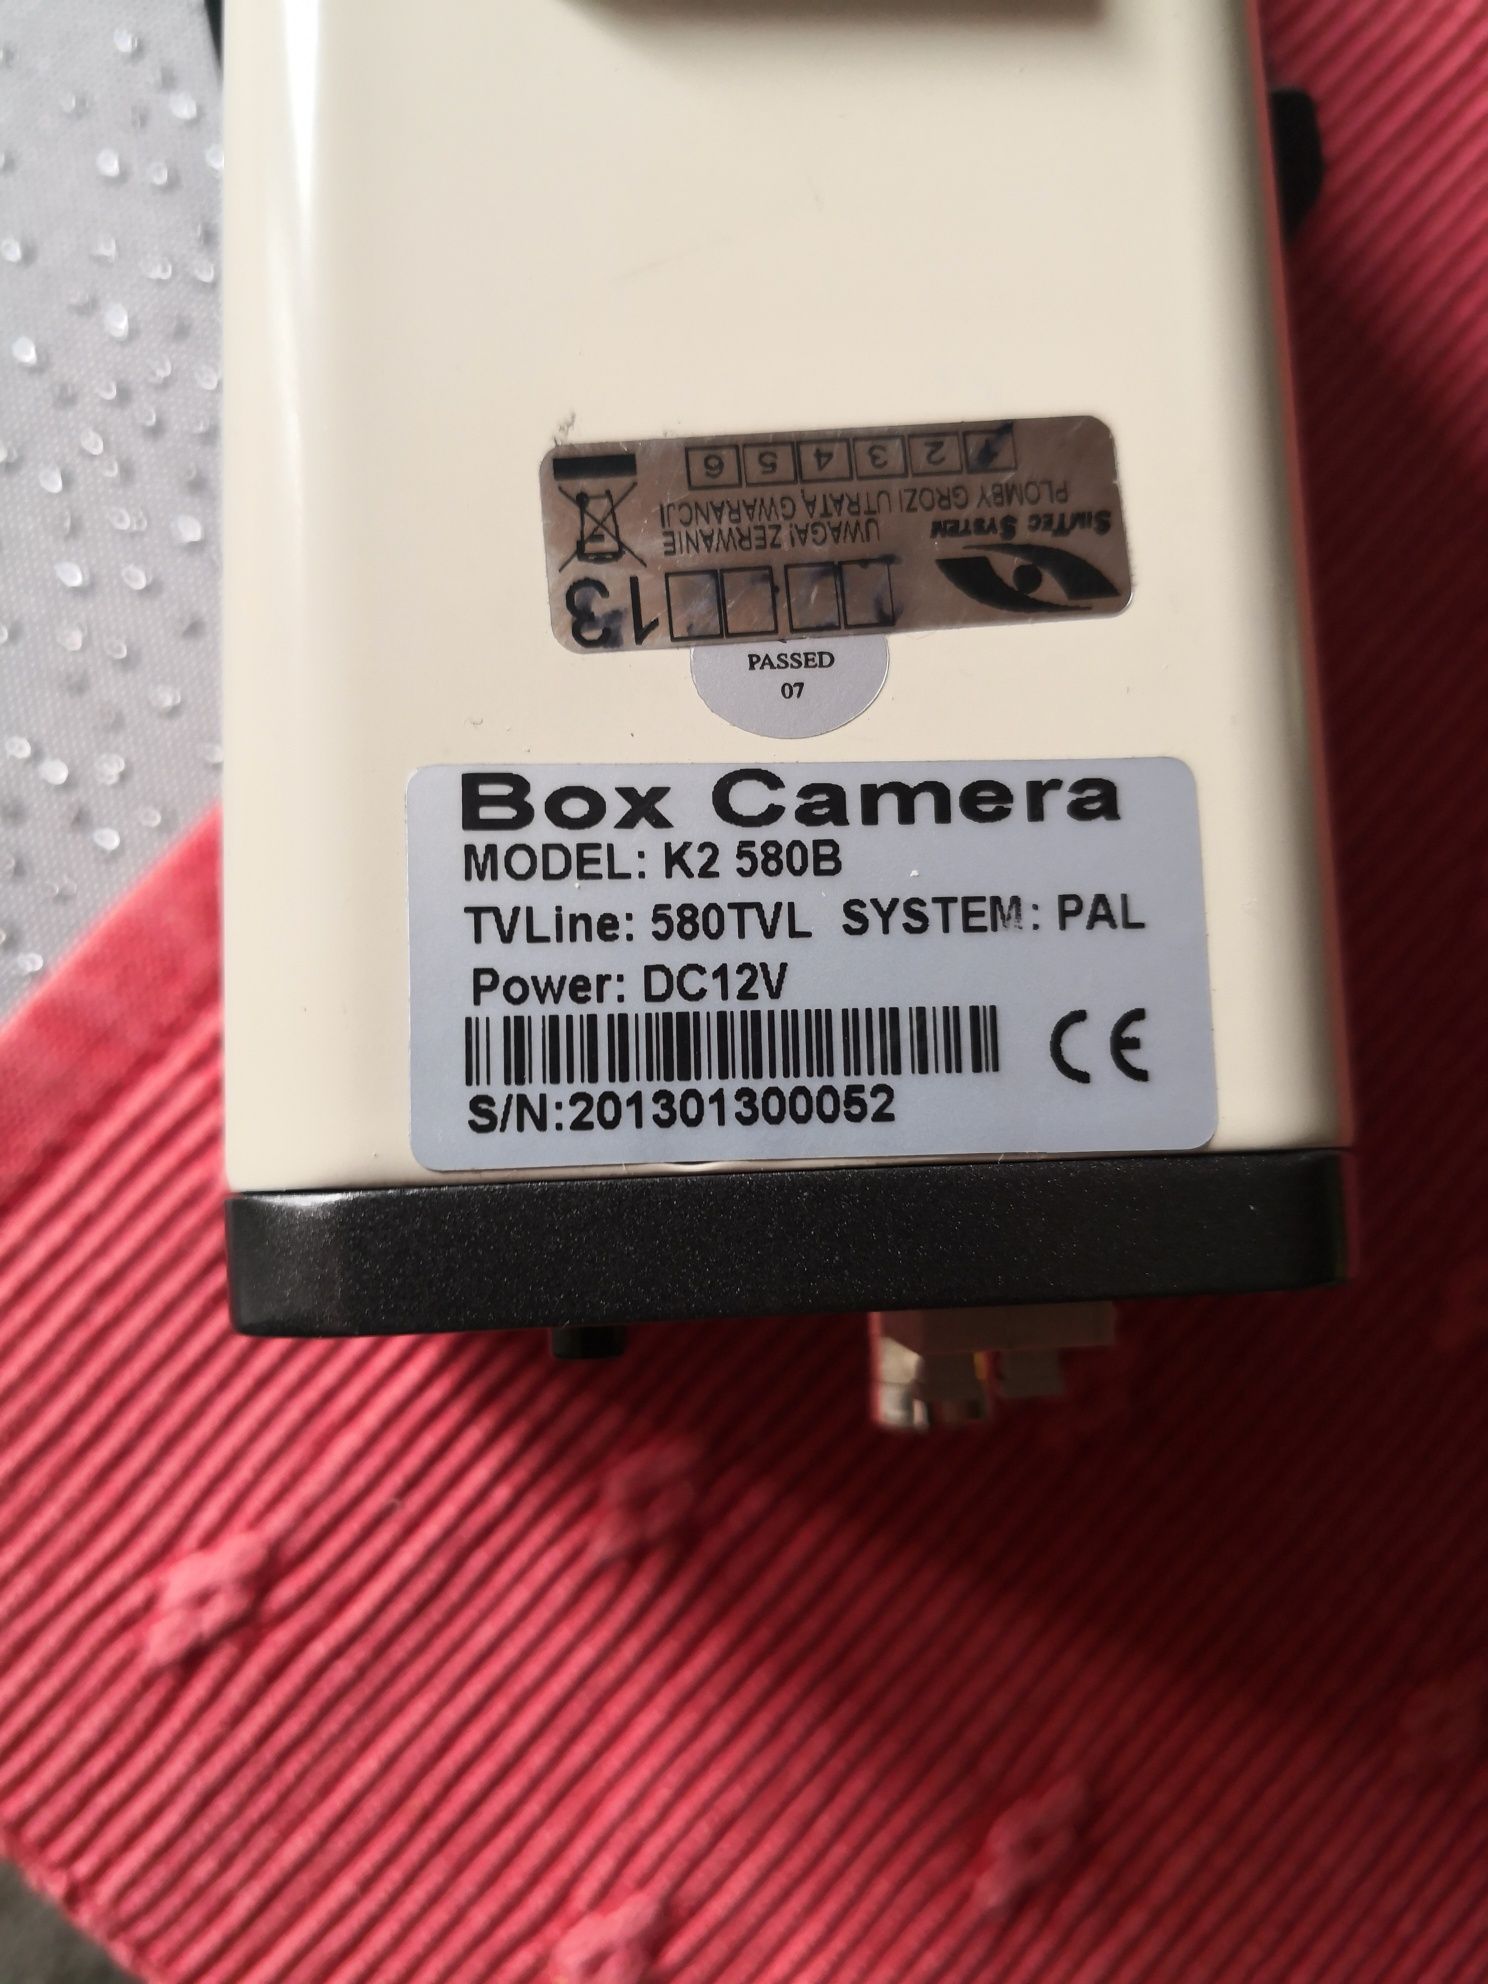 SIMTEC SYSTEM
13
UWAGA! ZERWANIE
PLOMBY GROZI UTRATĄ GWARANCJI
1 2 3 4 5 6
PASSED
07
Box Camera
MODEL: K2 580B
TVLine: 580TVL SYSTEM: PAL
Power: DC12V
CE
S/N:201301300052